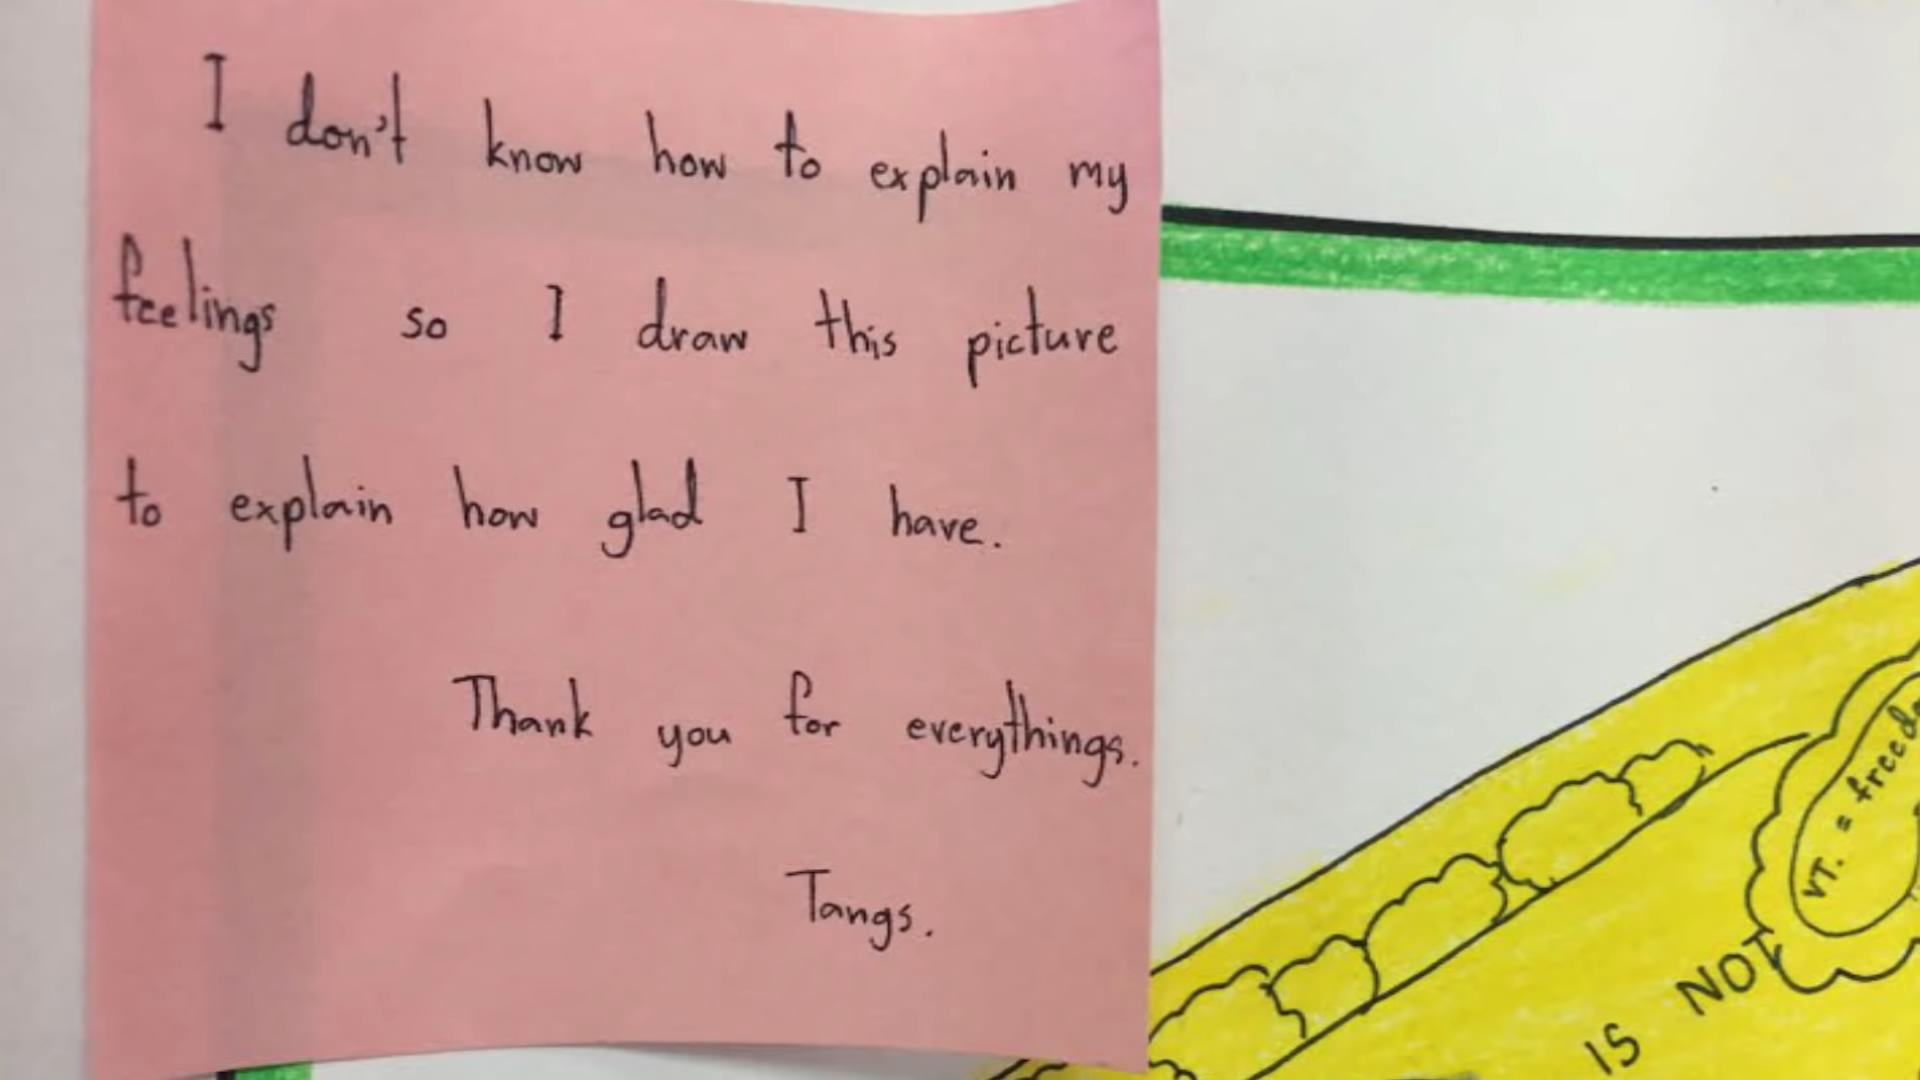 I don't know how to explain my
feelings so I draw this picture
to explain how glad I have.
Thank you for everythings.
Tangs.
VT. =
IS NOT